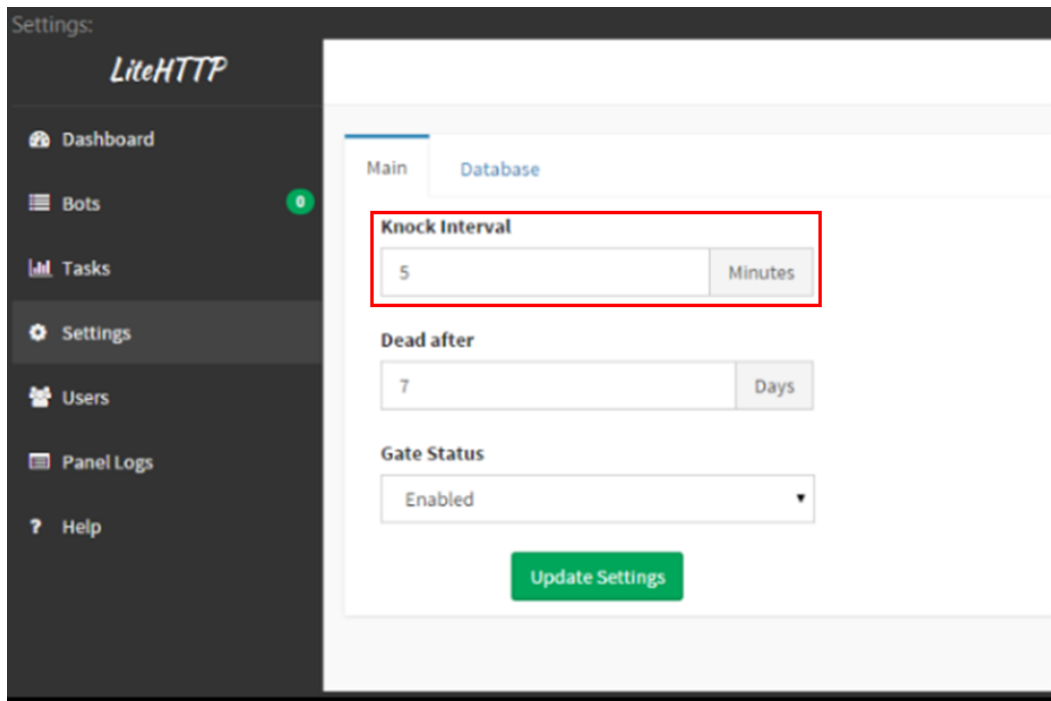 Settings:
LiteHTTP
Dashboard
Bots 0
Tasks
Settings
Users
Panel Logs
? Help
Main Database
Knock Interval
5 Minutes
Dead after
7 Days
Gate Status
Enabled
Update Settings